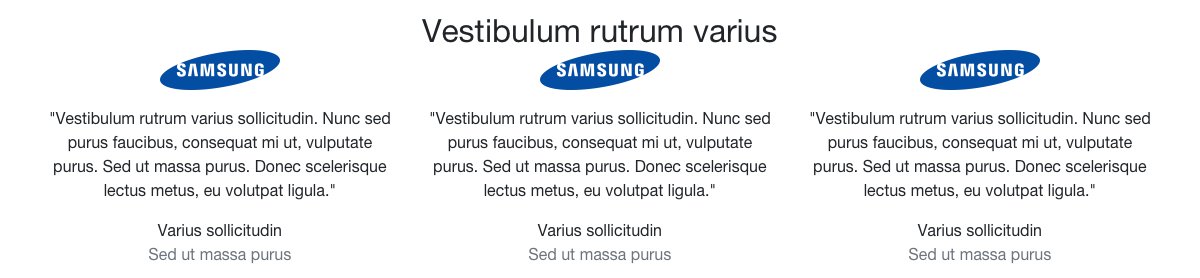 Vestibulum rutrum varius
SAMSUNG
"Vestibulum rutrum varius sollicitudin. Nunc sed
purus faucibus, consequat mi ut, vulputate
purus. Sed ut massa purus. Donec scelerisque
lectus metus, eu volutpat ligula."
Varius sollicitudin
Sed ut massa purus
SAMSUNG
"Vestibulum rutrum varius sollicitudin. Nunc sed
purus faucibus, consequat mi ut, vulputate
purus. Sed ut massa purus. Donec scelerisque
lectus metus, eu volutpat ligula."
Varius sollicitudin
Sed ut massa purus
SAMSUNG
"Vestibulum rutrum varius sollicitudin. Nunc sed
purus faucibus, consequat mi ut, vulputate
purus. Sed ut massa purus. Donec scelerisque
lectus metus, eu volutpat ligula."
Varius sollicitudin
Sed ut massa purus